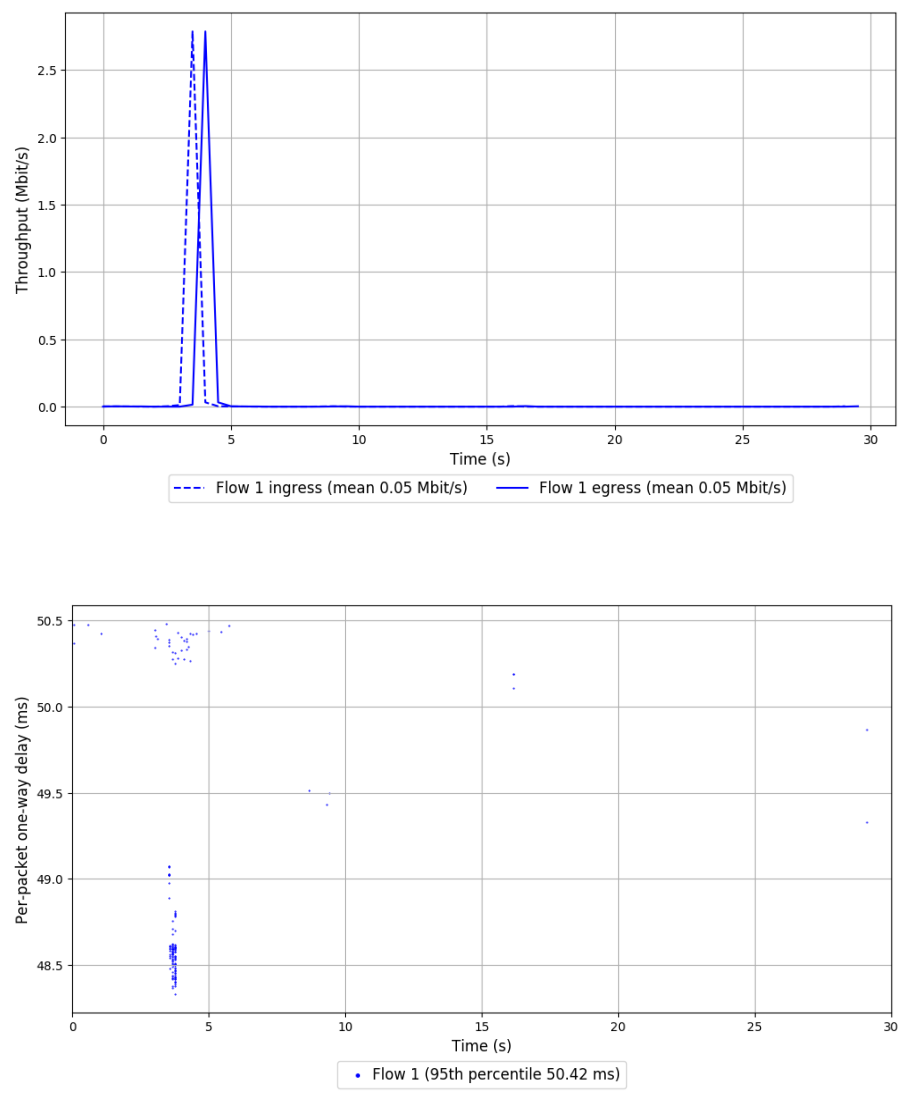 2.5
2.0
1.5
1.0
0.5
0.0
Throughput (Mbit/s)
0 5 10 15 20 25 30
Time (s)
Flow 1 ingress (mean 0.05 Mbit/s) Flow 1 egress (mean 0.05 Mbit/s)
50.5
50.0
49.5
49.0
48.5
Per-packet one-way delay (ms)
0 5 10 15 20 25 30
Time (s)
Flow 1 (95th percentile 50.42 ms)